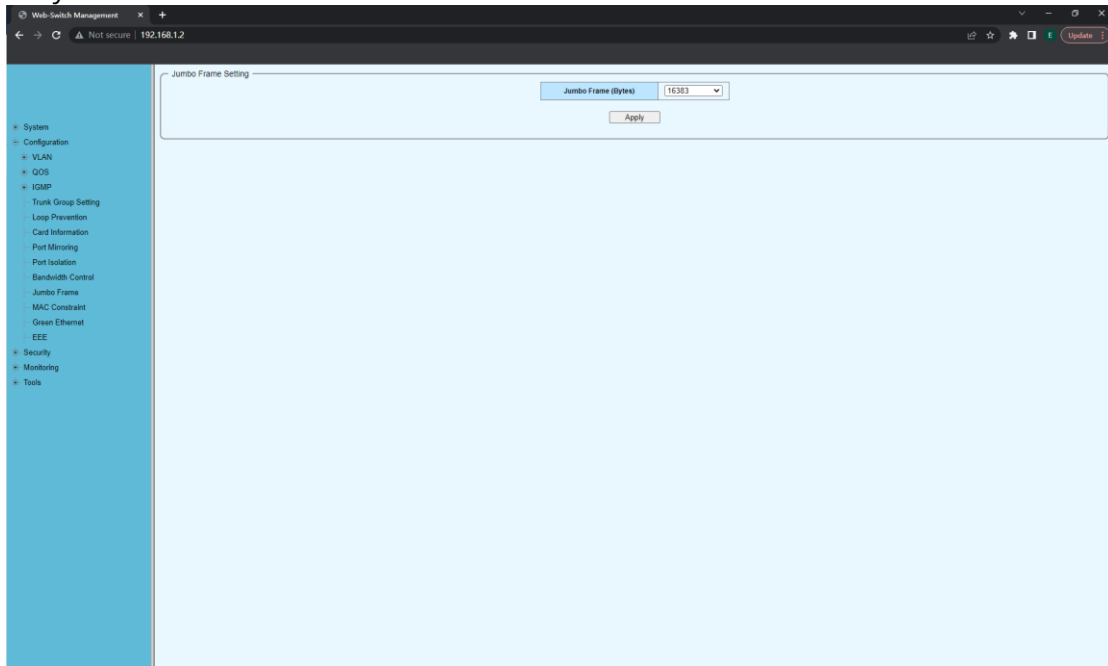 Web-Switch Management
Not secure | 192.168.1.2
E
Update
Jumbo Frame Setting
Jumbo Frame (Bytes) 16383
Apply
System
Configuration
VLAN
QOS
IGMP
Trunk Group Setting
Loop Prevention
Card Information
Port Mirroring
Port Isolation
Bandwidth Control
Jumbo Frame
MAC Constraint
Green Ethernet
EEE
Security
Monitoring
Tools